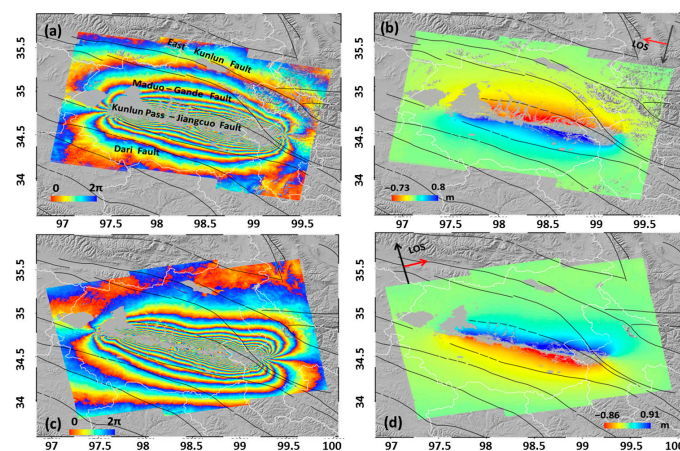 (a)
East Kunlun Fault
Maduo – Gande Fault
Kunlun Pass – Jiangcuo Fault
Dari Fault
0 2π
35.5
35
34.5
34
97 97.5 98 98.5 99 99.5
(b)
LOS
−0.73 0.8
m
35.5
35
34.5
34
97 97.5 98 98.5 99 99.5
(c)
0 2π
35.5
35
34.5
34
97 97.5 98 98.5 99 99.5 100
(d)
LOS
−0.86 0.91
m
35.5
35
34.5
34
97 97.5 98 98.5 99 99.5 100